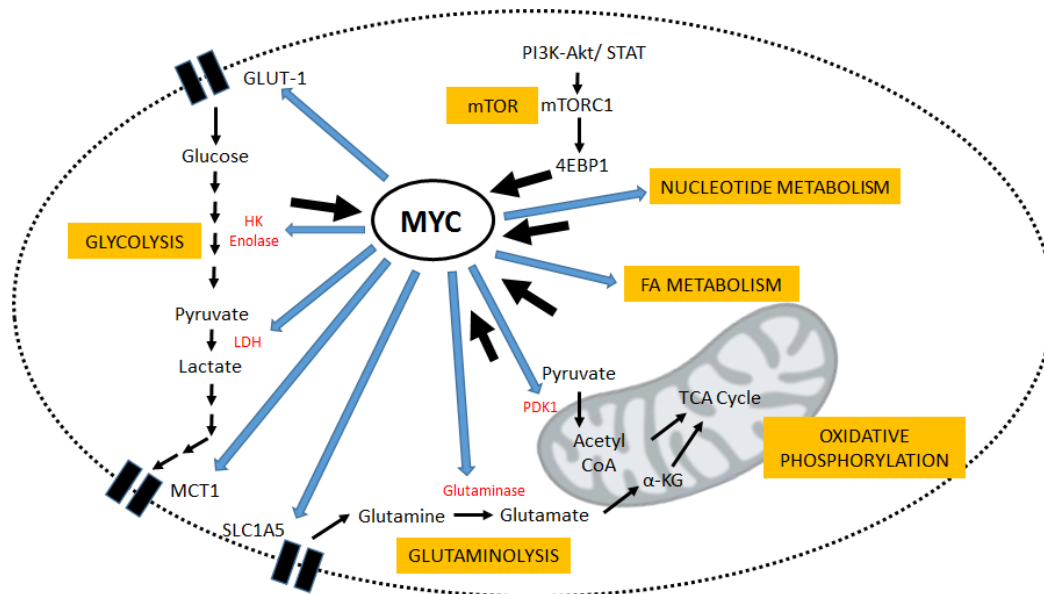 PI3K-Akt/ STAT
GLUT-1
mTOR
mTORC1
Glucose
4EBP1
NUCLEOTIDE METABOLISM
MYC
HK
Enolase
GLYCOLYSIS
FA METABOLISM
Pyruvate
LDH
Lactate
Pyruvate
PDK1
TCA Cycle
Acetyl
CoA
OXIDATIVE
PHOSPHORYLATION
α-KG
MCT1
Glutaminase
SLC1A5
Glutamine
Glutamate
GLUTAMINOLYSIS